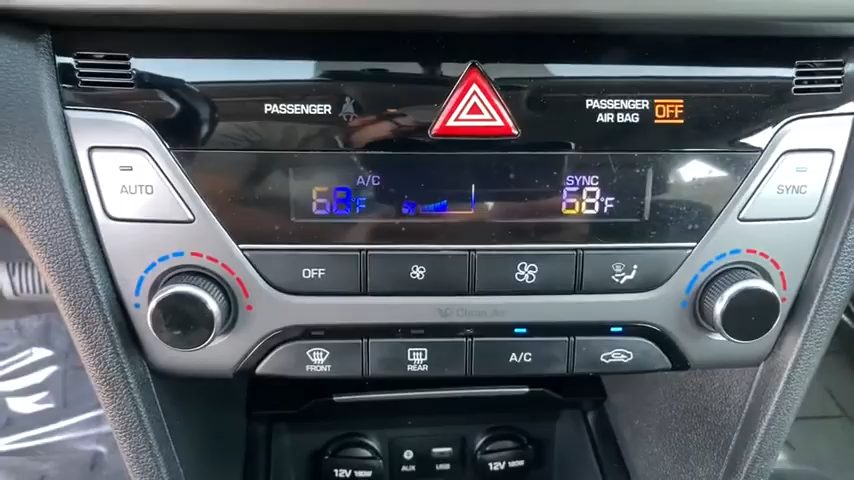 PASSENGER
PASSENGER
AIR BAG OFF
AUTO
A/C
68°F
SYNC
68°F
SYNC
OFF
Clean Air
FRONT
REAR
A/C
12V 180W
AUX
USB
12V 180W